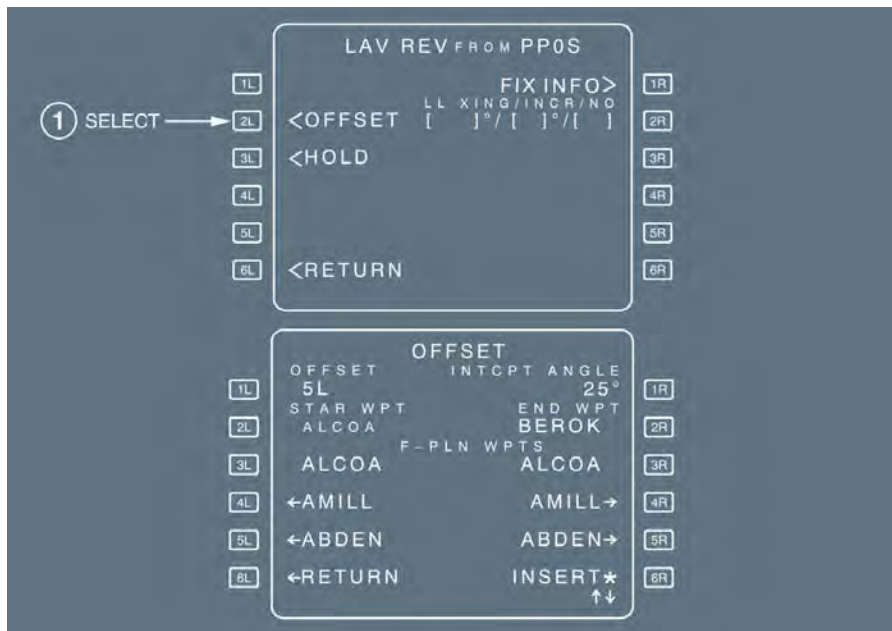 LAV REV FROM PP0S
1L FIX INFO> 1R
LL XING/INCR/NO
1 SELECT 2L <OFFSET [ ]°/[ ]°/[ ] 2R
3L <HOLD 3R
4L 4R
5L 5R
6L <RETURN 6R
OFFSET
OFFSET INTCPT ANGLE
1L 5L 25° 1R
STAR WPT END WPT
2L ALCOA BEROK 2R
F-PLN WPTS
3L ALCOA ALCOA 3R
4L ←AMILL AMILL→ 4R
5L ←ABDEN ABDEN→ 5R
6L ←RETURN INSERT* 6R
↑↓